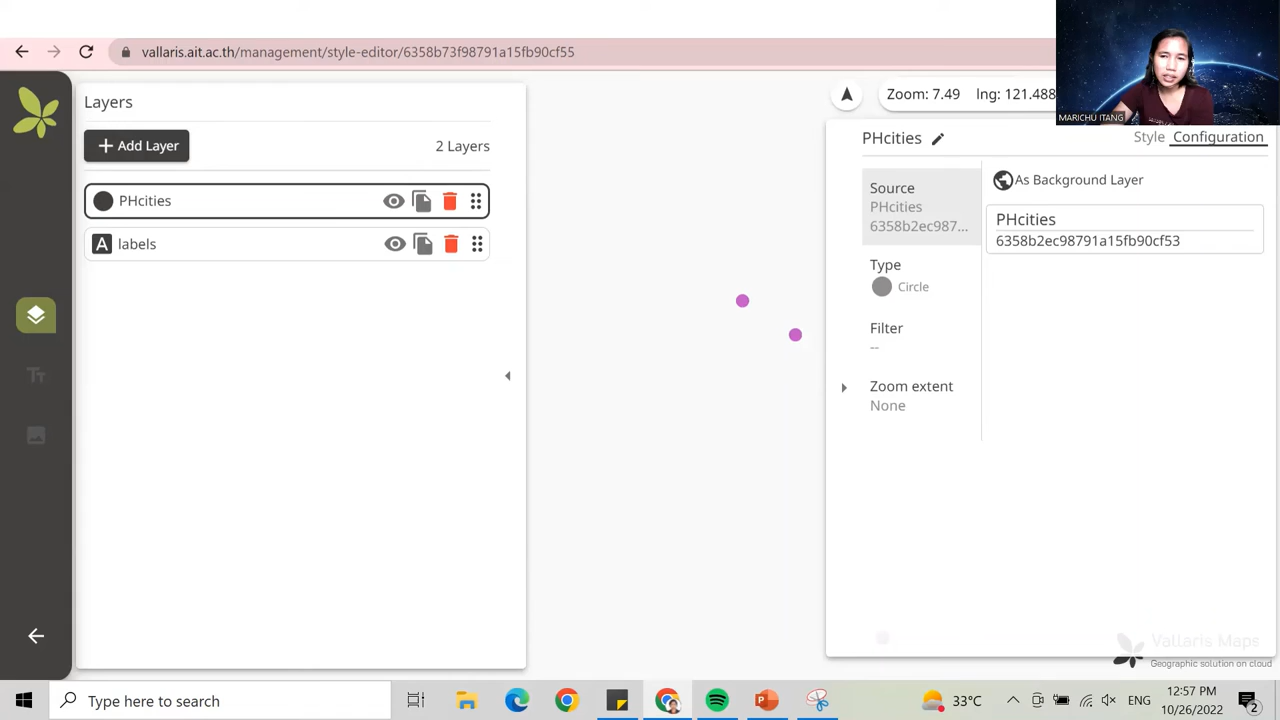 vallaris.ait.ac.th/management/style-editor/6358b73f98791a15fb90cf55
MARICHU ITANG
Layers
Zoom: 7.49 lng: 121.488
Add Layer
2 Layers
PHcities
Style Configuration
PHcities
labels
Source
PHcities
6358b2ec987...
As Background Layer
PHcities
6358b2ec98791a15fb90cf53
Type
Circle
Filter
--
Zoom extent
None
Tt
Vallaris Maps
Geographic solution on cloud
Type here to search
33°C
ENG
12:57 PM
10/26/2022
2